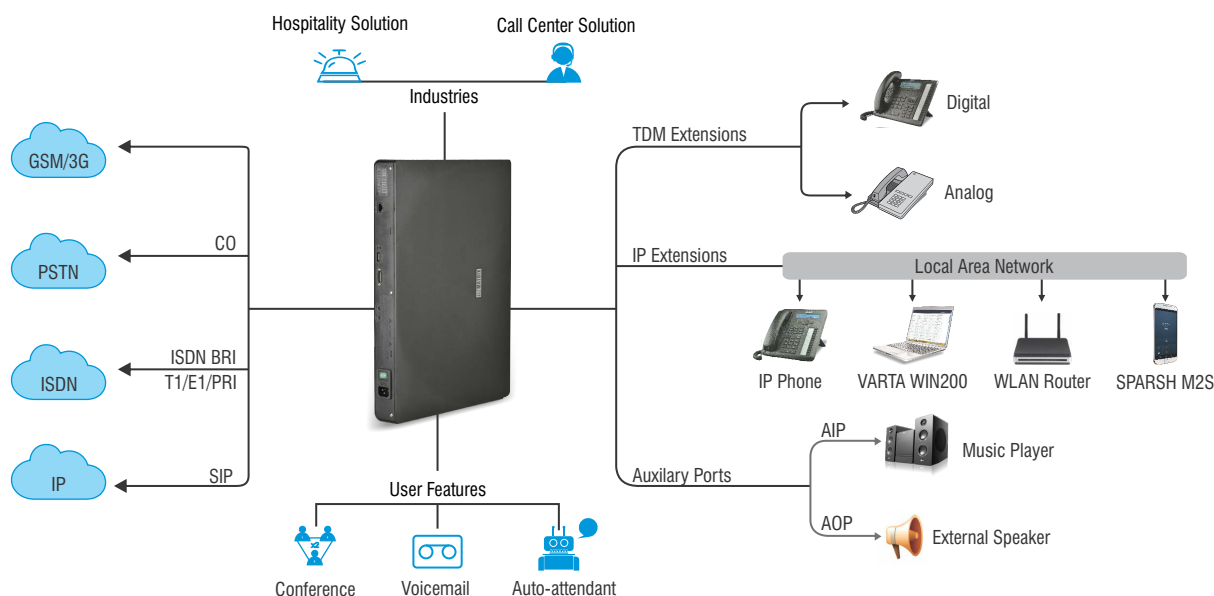 Hospitality Solution
Call Center Solution
Industries
GSM/3G
CO
PSTN
ISDN BRI
T1/E1/PRI
ISDN
SIP
IP
TDM Extensions
Digital
Analog
IP Extensions
Local Area Network
IP Phone
VARTA WIN200
WLAN Router
SPARSH M2S
Auxilary Ports
AIP
Music Player
AOP
External Speaker
User Features
x2
Conference
Voicemail
Auto-attendant